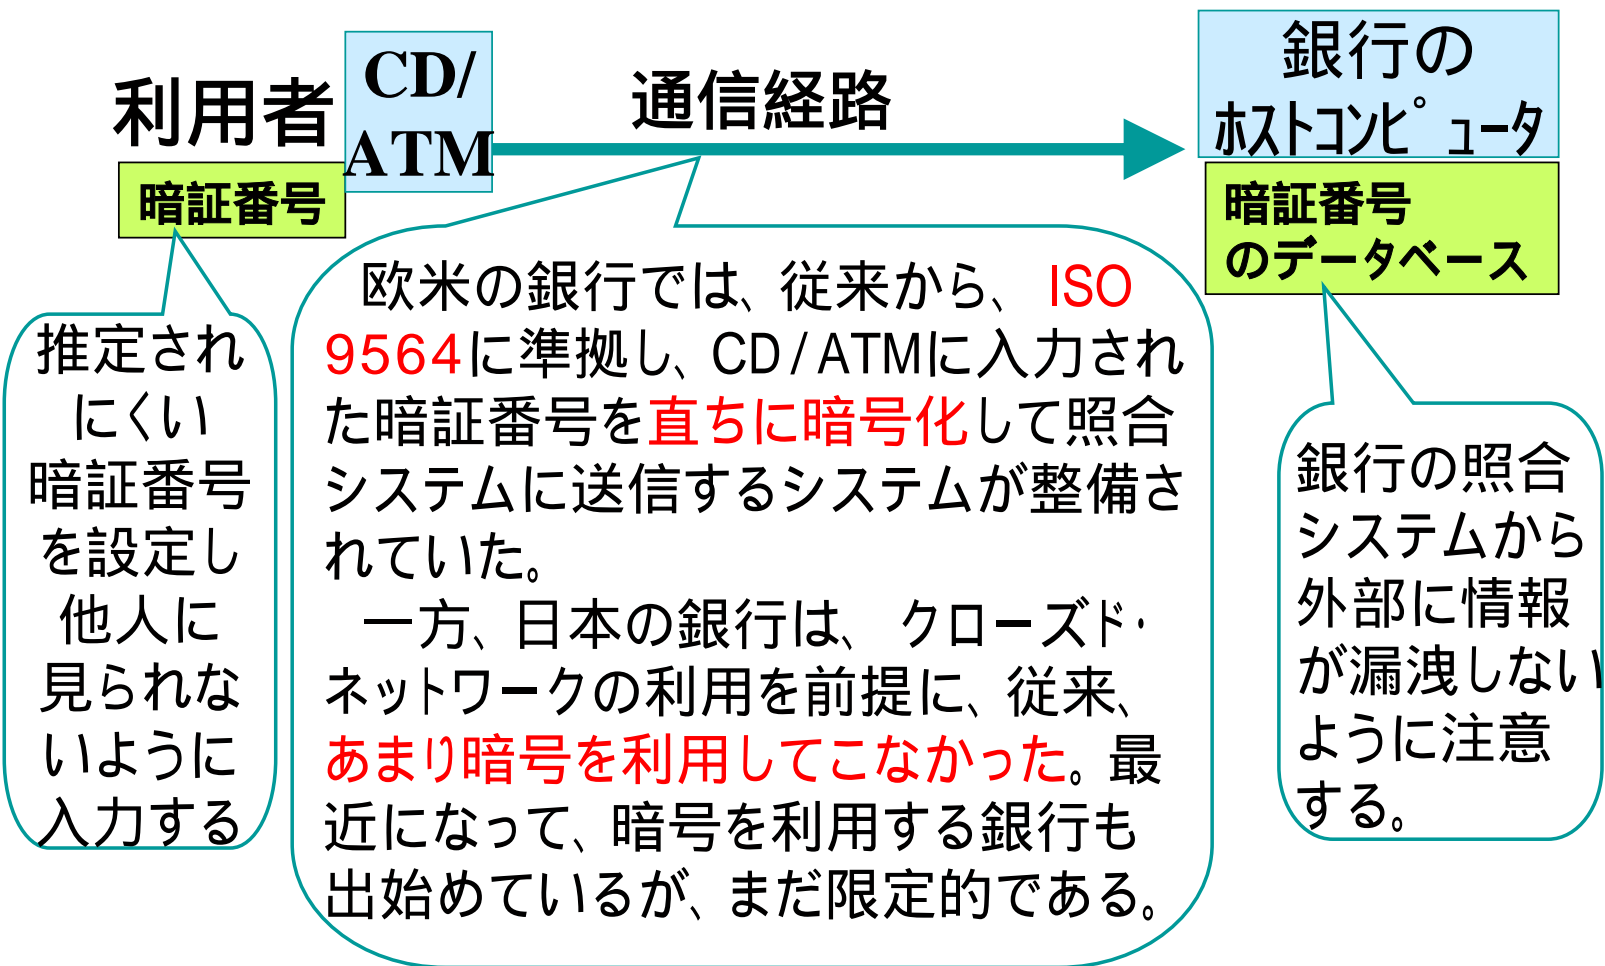 利用者
暗証番号
CD/
ATM
通信経路
銀行の
ﾎｽﾄｺﾝﾋﾟｭｰﾀ
暗証番号
のデータベース
推定され
にくい
暗証番号
を設定し
他人に
見られな
いように
入力する
欧米の銀行では、従来から、ISO
9564に準拠し、CD/ATMに入力され
た暗証番号を直ちに暗号化して照合
システムに送信するシステムが整備さ
れていた。
一方、日本の銀行は、クローズド・
ネットワークの利用を前提に、従来、
あまり暗号を利用してこなかった。最
近になって、暗号を利用する銀行も
出始めているが、まだ限定的である。
銀行の照合
システムから
外部に情報
が漏洩しない
ように注意
する。